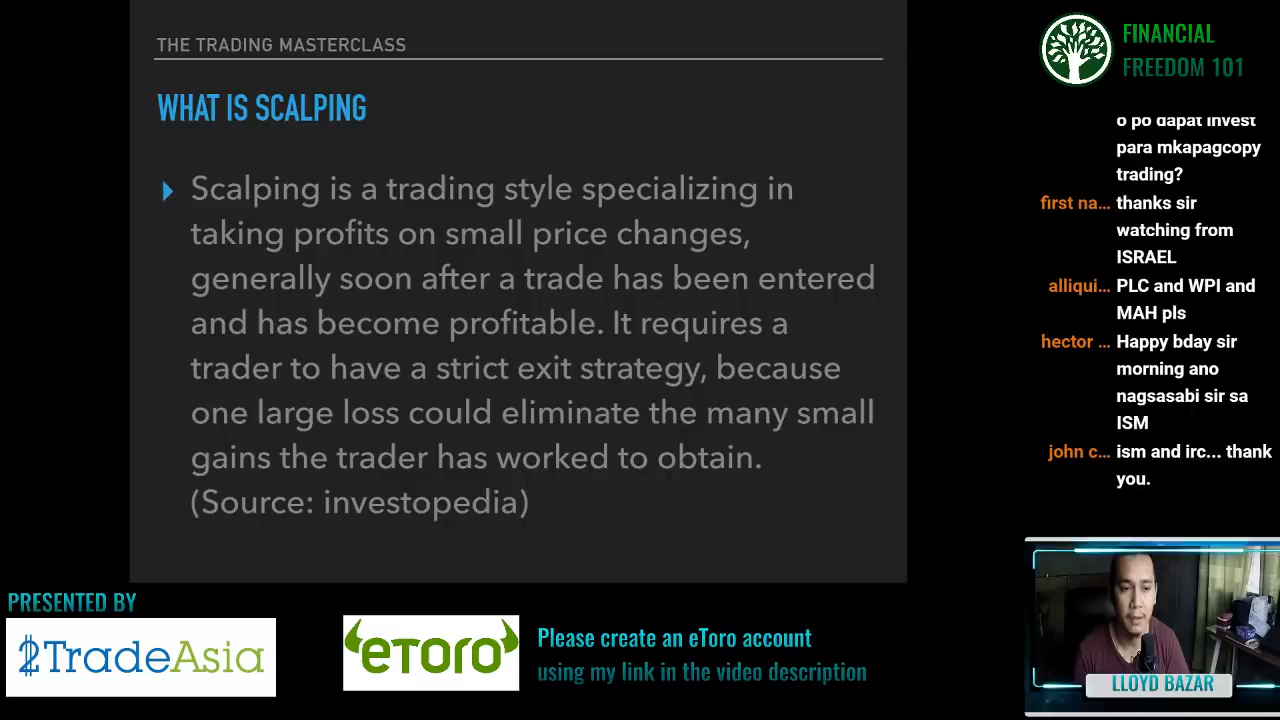 THE TRADING MASTERCLASS
WHAT IS SCALPING
Scalping is a trading style specializing in
taking profits on small price changes,
generally soon after a trade has been entered
and has become profitable. It requires a
trader to have a strict exit strategy, because
one large loss could eliminate the many small
gains the trader has worked to obtain.
(Source: investopedia)
FINANCIAL
FREEDOM 101
o po dapat invest
para mkapagcopy
trading?
first na... thanks sir
watching from
ISRAEL
alliqui... PLC and WPI and
MAH pls
hector ... Happy bday sir
morning ano
nagsasabi sir sa
ISM
john c... ism and irc... thank
you.
PRESENTED BY
2TradeAsia
eToro
Please create an eToro account
using my link in the video description
LLOYD BAZAR